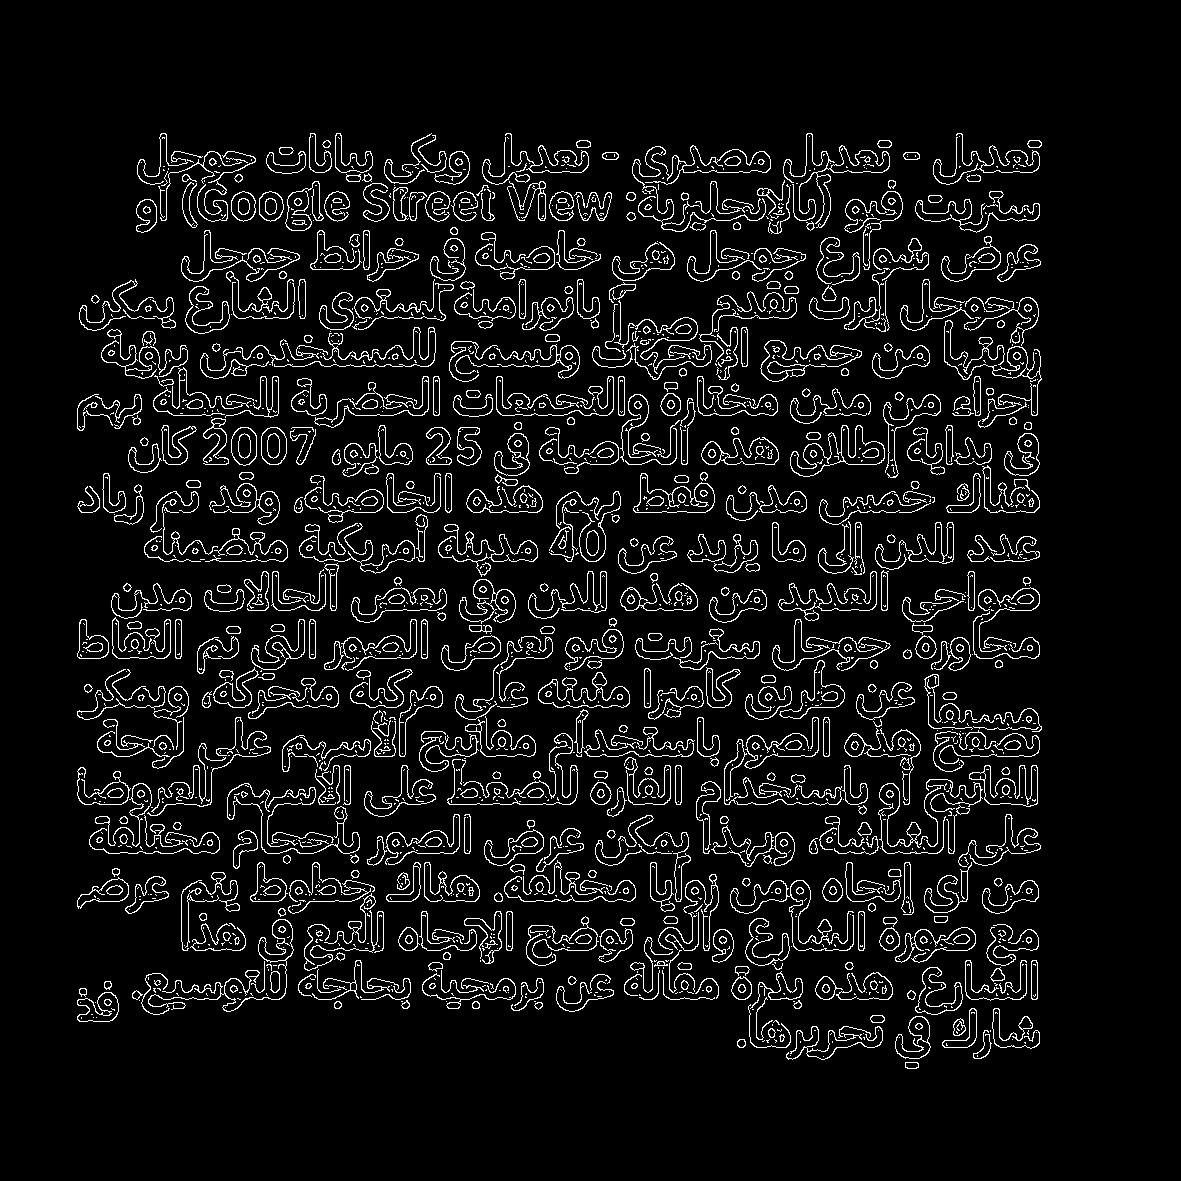 تعديل - تعديل مصدري - تعديل ويكي بيانات جوجل
ستريت فيو (بالإنجليزية: Google Street View) أو
عرض شوارع جوجل هي خاصية في خرائط جوجل
وجوجل إيرث تقدم صوراً بانورامية لمستوي الشارع يمكن
رؤيتها من جميع الإتجهات وتسمح للمستخدمين برؤية
أجزاء من مدن مختارة والتجمعات الحضرية المحيطة بهم
في بداية إطلاق هذه الخاصية في 25 مايو، 2007 كان
هناك خمس مدن فقط بهم هذه الخاصية، وقد تم زياد
عدد المدن إلى ما يزيد عن 40 مدينة أمريكية متضمنة
ضواحي العديد من هذه المدن وفي بعض الحالات مدن
مجاورة. جوجل ستريت فيو تعرض الصور التي تم التقاط
مسبقاً عن طريق كاميرا مثبته على مركبة متحركة، ويمكن
تصفح هذه الصور باستخدام مفاتيح الأسهم على لوحة
المفاتيح أو باستخدام الفأرة للضغط على الأسهم المعروضة
على الشاشة، وبهذا يمكن عرض الصور بأحجام مختلفة
من أي إتجاه ومن زوايا مختلفة. هناك خطوط يتم عرض
مع صورة الشارع والتي توضح الإتجاه المتبع في هذا
الشارع. هذه بذرة مقالة عن برمجية بحاجة للتوسيع.
شارك في تحريرها.